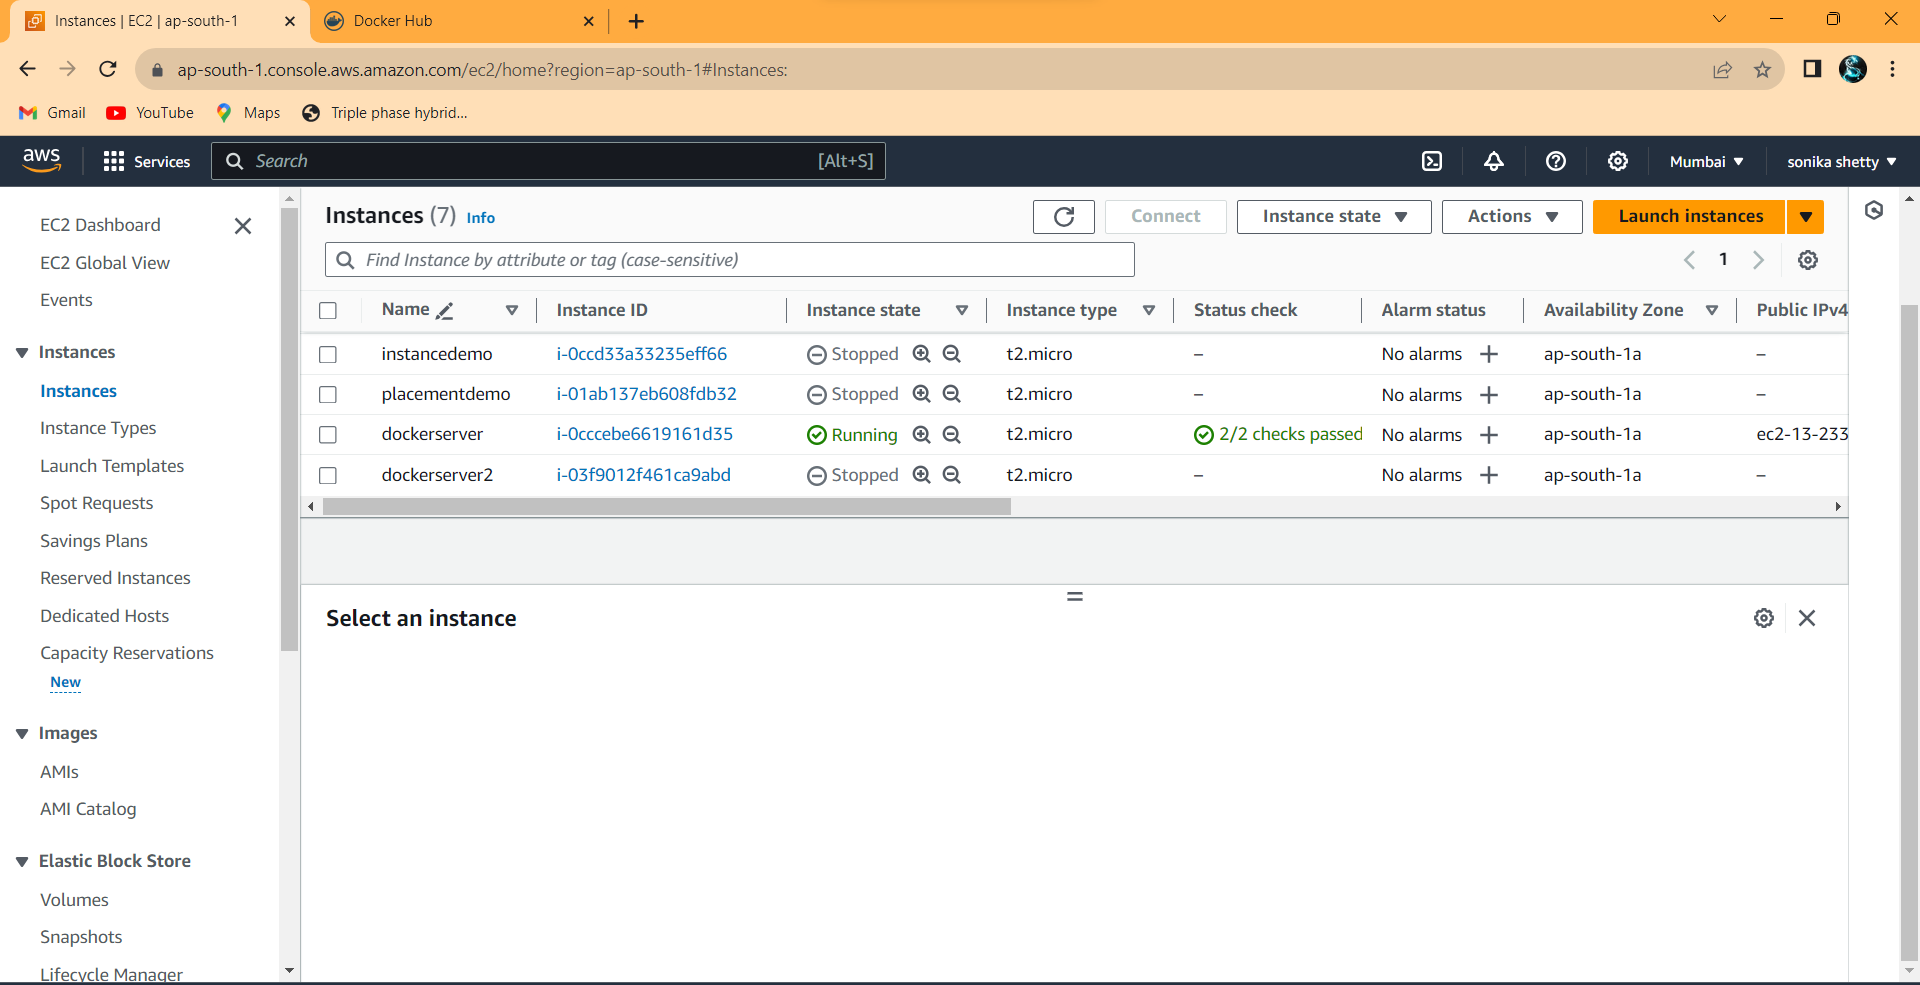 Instances | EC2 | ap-south-1
Docker Hub
ap-south-1.console.aws.amazon.com/ec2/home?region=ap-south-1#Instances:
Gmail YouTube Maps Triple phase hybrid...
aws Services Search [Alt+S] Mumbai sonika shetty
EC2 Dashboard
EC2 Global View
Events
Instances
Instances
Instance Types
Launch Templates
Spot Requests
Savings Plans
Reserved Instances
Dedicated Hosts
Capacity Reservations
New
Images
AMIs
AMI Catalog
Elastic Block Store
Volumes
Snapshots
Lifecycle Manager
Instances (7) Info
Connect Instance state Actions Launch instances
Find Instance by attribute or tag (case-sensitive)
1
Name Instance ID Instance state Instance type Status check Alarm status Availability Zone Public IPv4
instancedemo i-0ccd33a33235eff66 Stopped t2.micro – No alarms + ap-south-1a –
placementdemo i-01ab137eb608fdb32 Stopped t2.micro – No alarms + ap-south-1a –
dockerserver i-0cccebe6619161d35 Running t2.micro 2/2 checks passed No alarms + ap-south-1a ec2-13-233
dockerserver2 i-03f9012f461ca9abd Stopped t2.micro – No alarms + ap-south-1a –
Select an instance